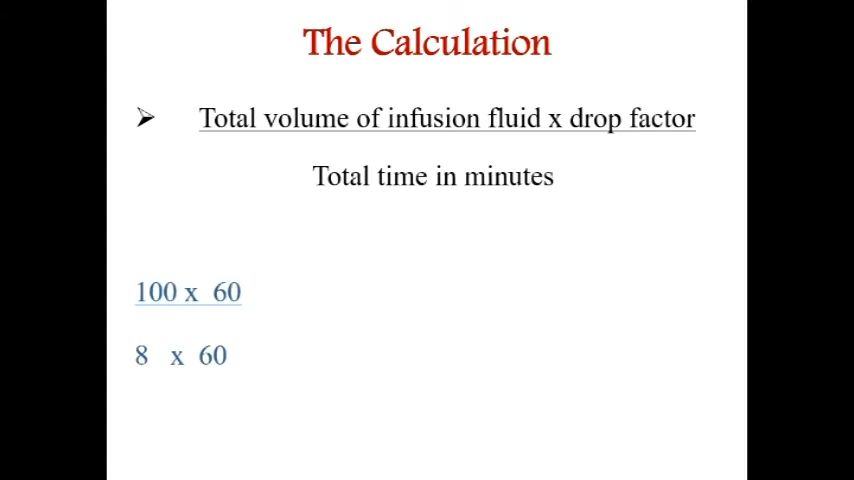 The Calculation
➢ Total volume of infusion fluid x drop factor
Total time in minutes
100 x 60
8 x 60